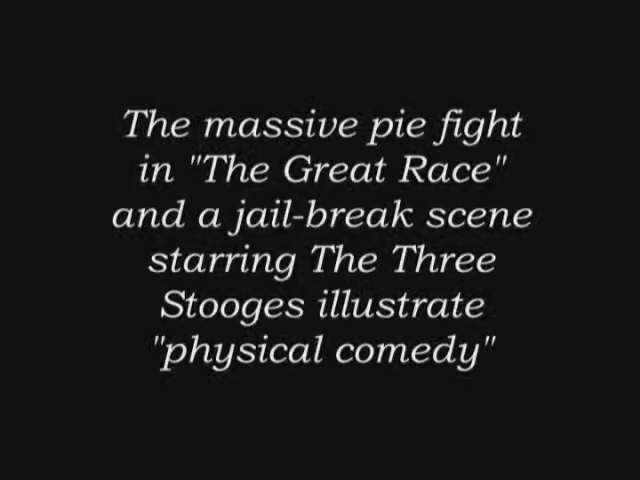 The massive pie fight
in "The Great Race"
and a jail-break scene
starring The Three
Stooges illustrate
"physical comedy"